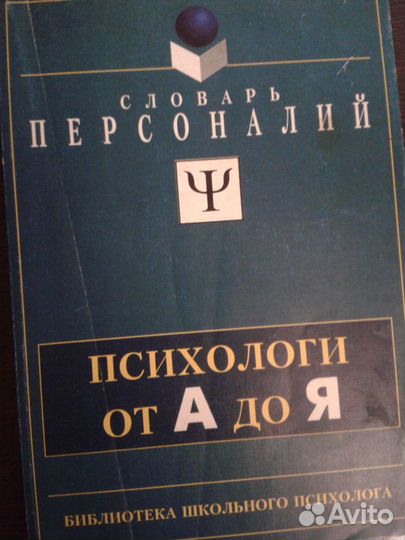 СЛОВАРЬ
ПЕРСОНАЛИЙ
Ψ
ПСИХОЛОГИ
ОТ А ДО Я
БИБЛИОТЕКА ШКОЛЬНОГО ПСИХОЛОГА
Avito